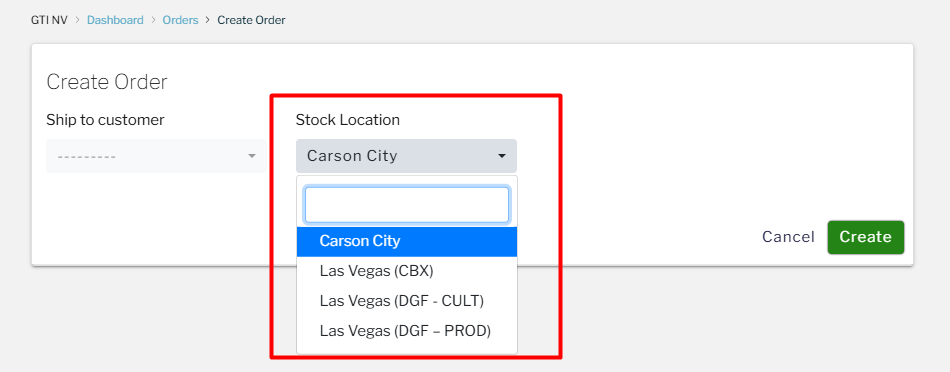 GTI NV > Dashboard > Orders > Create Order
Create Order
Ship to customer
Stock Location
---------
Carson City
Carson City
Las Vegas (CBX)
Las Vegas (DGF - CULT)
Las Vegas (DGF – PROD)
Cancel
Create